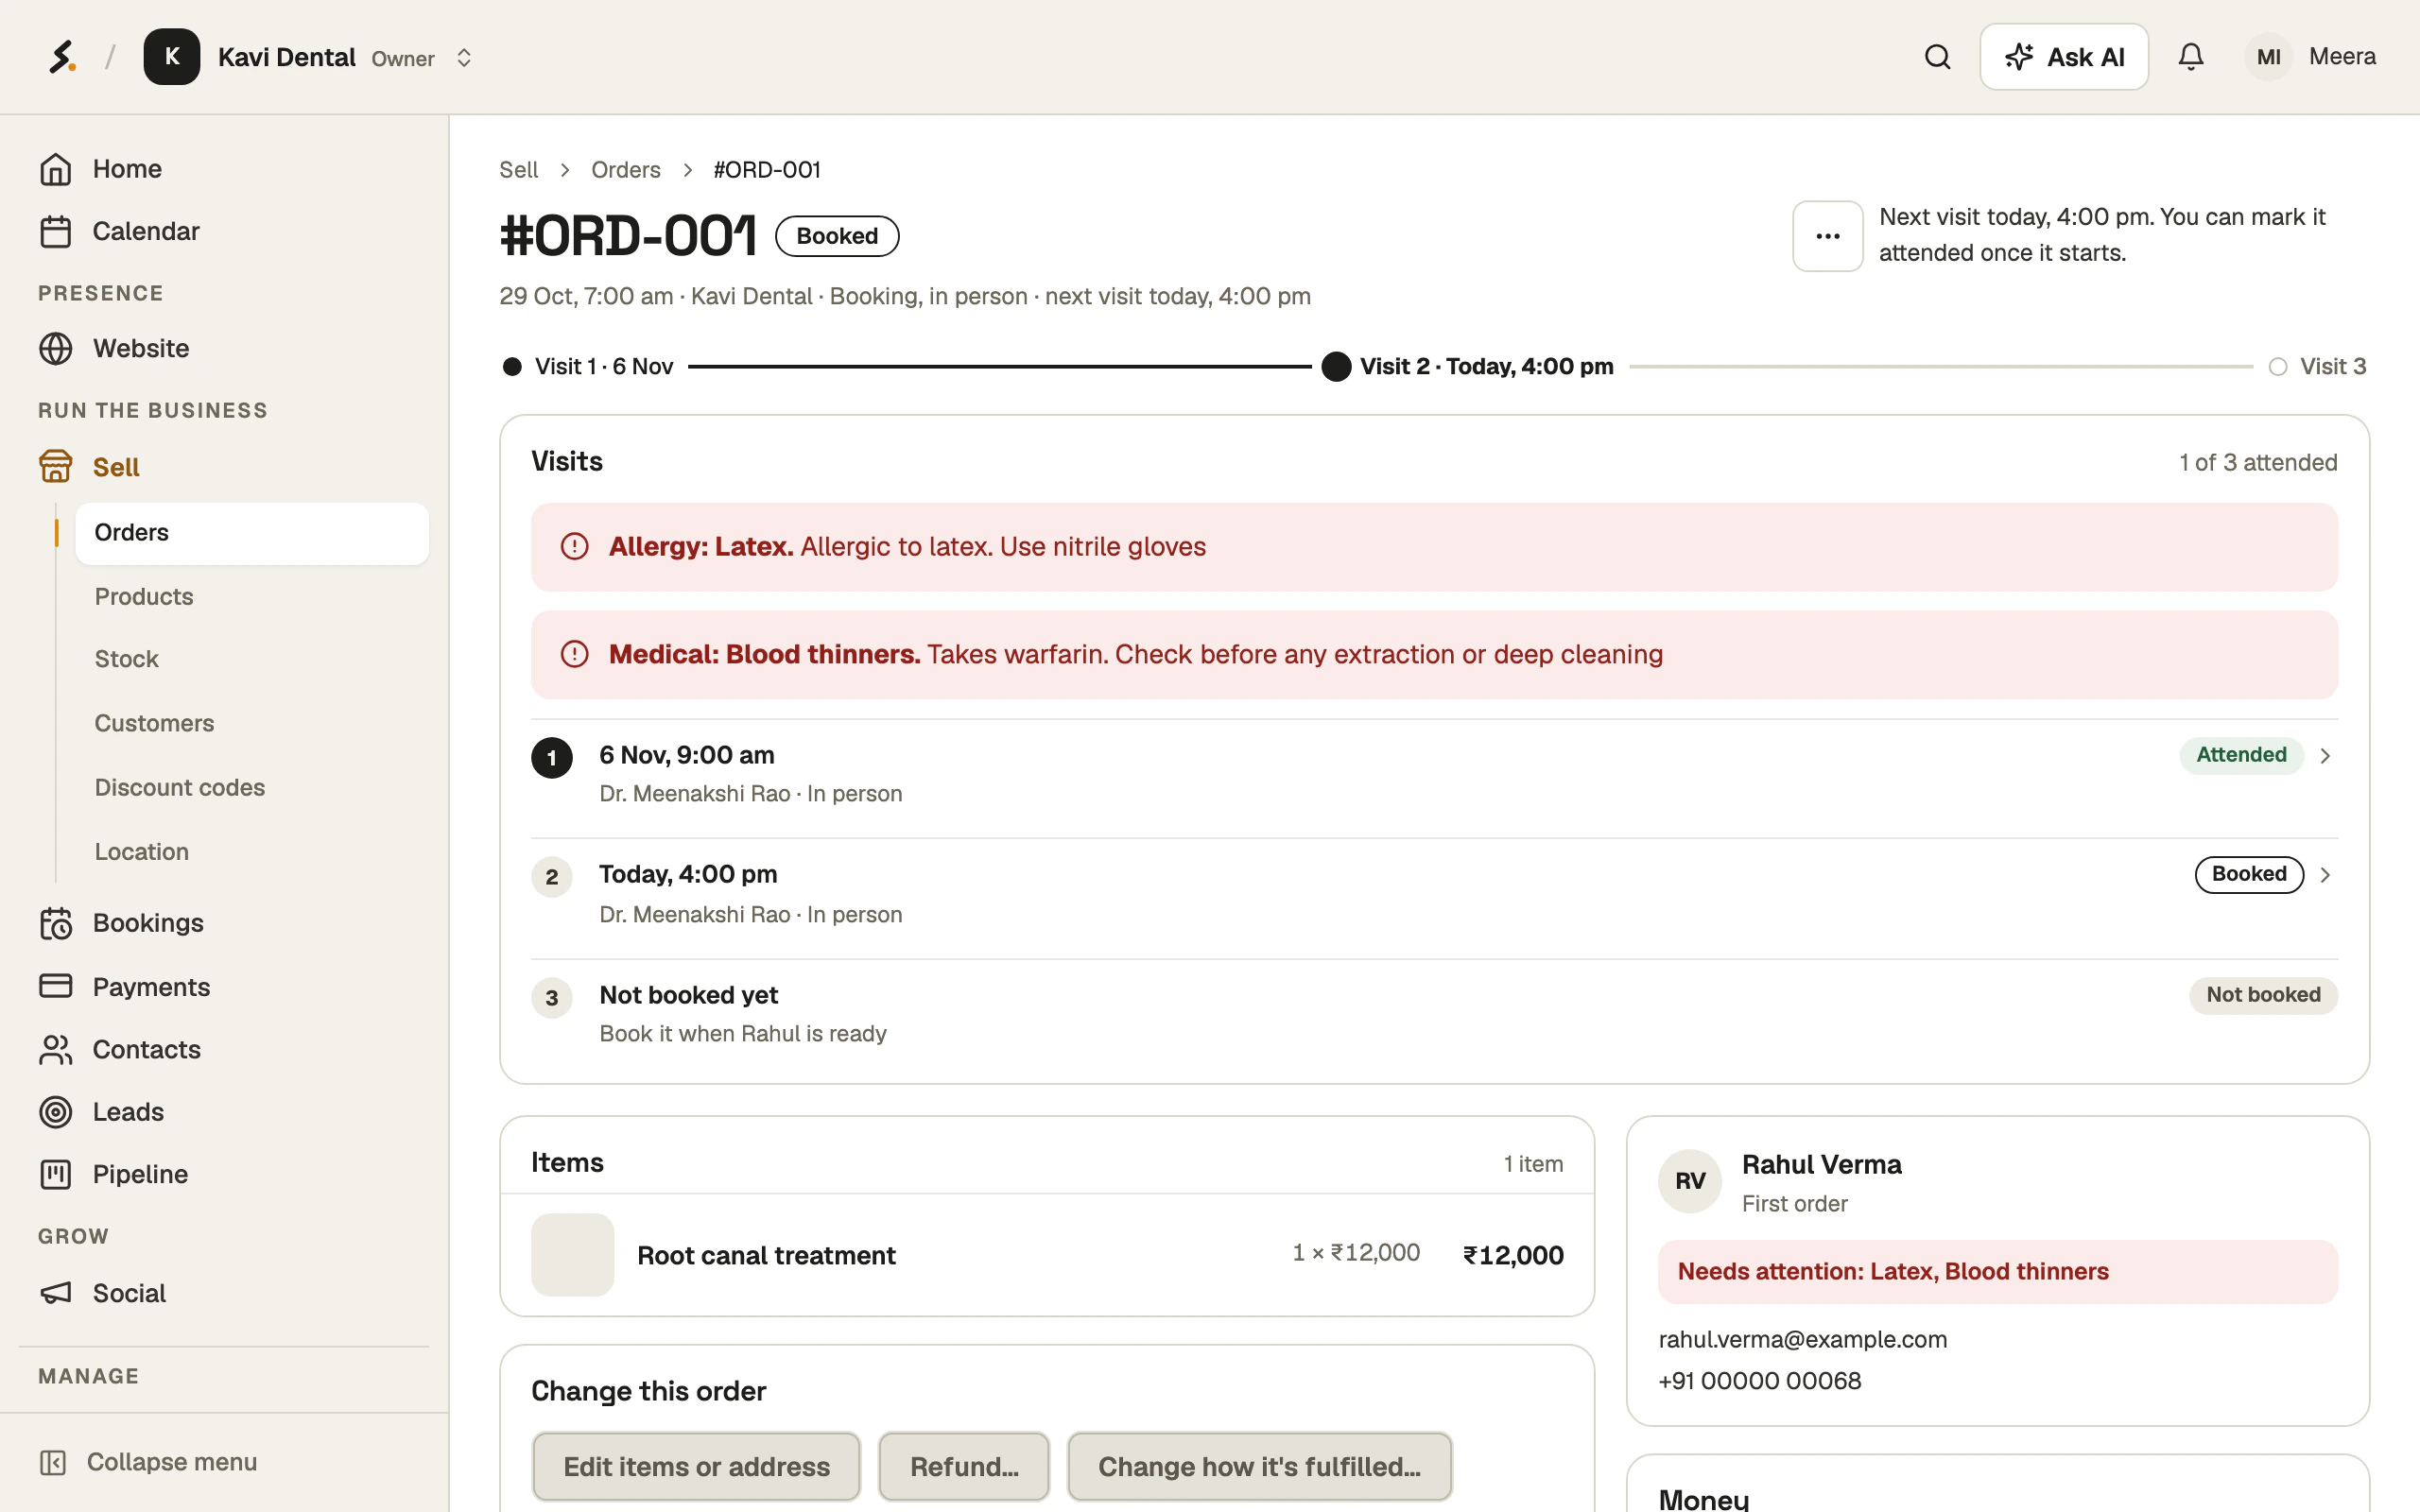 / K Kavi Dental Owner
Ask AI MI Meera
Home
Calendar
PRESENCE
Website
RUN THE BUSINESS
Sell
Orders
Products
Stock
Customers
Discount codes
Location
Bookings
Payments
Contacts
Leads
Pipeline
GROW
Social
MANAGE
Collapse menu
Sell > Orders > #ORD-001
#ORD-001 Booked
29 Oct, 7:00 am · Kavi Dental · Booking, in person · next visit today, 4:00 pm
... Next visit today, 4:00 pm. You can mark it
attended once it starts.
Visit 1 · 6 Nov Visit 2 · Today, 4:00 pm Visit 3
Visits 1 of 3 attended
Allergy: Latex. Allergic to latex. Use nitrile gloves
Medical: Blood thinners. Takes warfarin. Check before any extraction or deep cleaning
1 6 Nov, 9:00 am Attended
Dr. Meenakshi Rao · In person
2 Today, 4:00 pm Booked
Dr. Meenakshi Rao · In person
3 Not booked yet Not booked
Book it when Rahul is ready
Items 1 item
Root canal treatment 1 × ₹12,000 ₹12,000
Change this order
Edit items or address Refund... Change how it's fulfilled...
RV Rahul Verma
First order
Needs attention: Latex, Blood thinners
rahul.verma@example.com
+91 00000 00068
Money